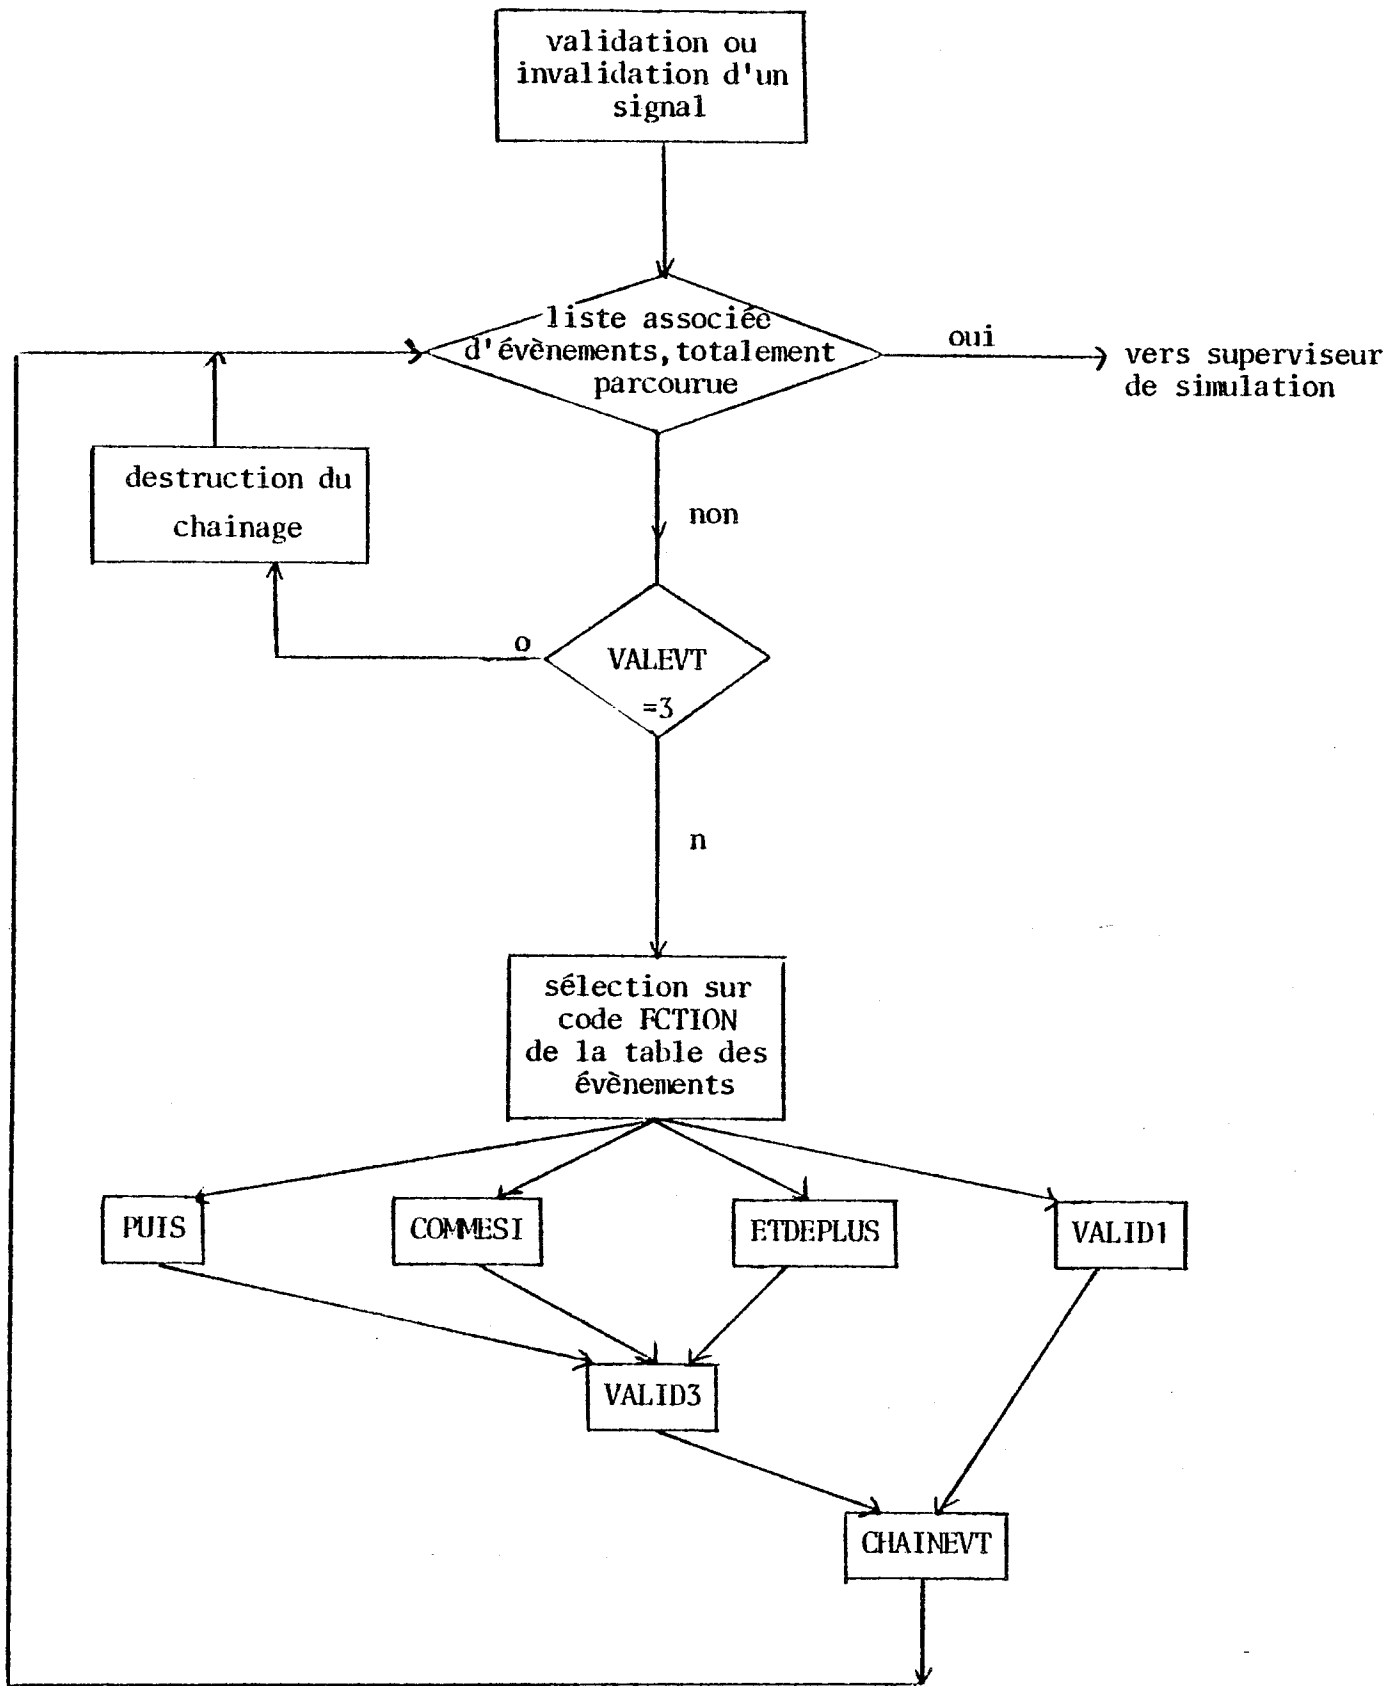 validation ou
invalidation d'un
signal
liste associée
d'évènements,totalement
parcourue
oui
vers superviseur
de simulation
destruction du
chainage
non
o
VALEVT
=3
n
sélection sur
code FCTION
de la table des
évènements
PUIS
COMMESI
ETDEPLUS
VALID1
VALID3
CHAINEVT